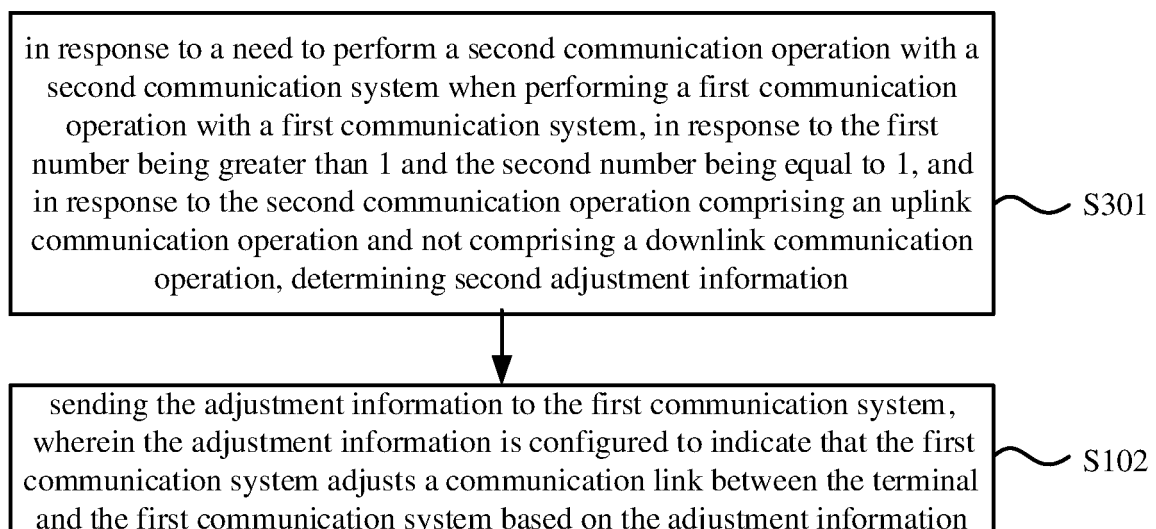 in response to a need to perform a second communication operation with a
second communication system when performing a first communication
operation with a first communication system, in response to the first
number being greater than 1 and the second number being equal to 1, and
in response to the second communication operation comprising an uplink
communication operation and not comprising a downlink communication
operation, determining second adjustment information
S301
sending the adjustment information to the first communication system,
wherein the adjustment information is configured to indicate that the first
communication system adjusts a communication link between the terminal
and the first communication system based on the adjustment information
S102